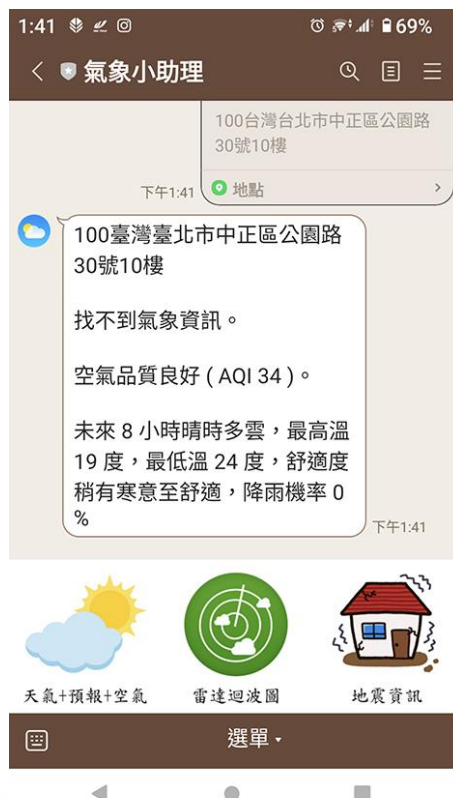 1:41 69%
氣象小助理
100台灣台北市中正區公園路
30號10樓
地點
下午1:41
100臺灣臺北市中正區公園路
30號10樓
找不到氣象資訊。
空氣品質良好 ( AQI 34 )。
未來 8 小時晴時多雲，最高溫
19 度，最低溫 24 度，舒適度
稍有寒意至舒適，降雨機率 0
%
下午1:41
天氣+預報+空氣 雷達迴波圖 地震資訊
選單